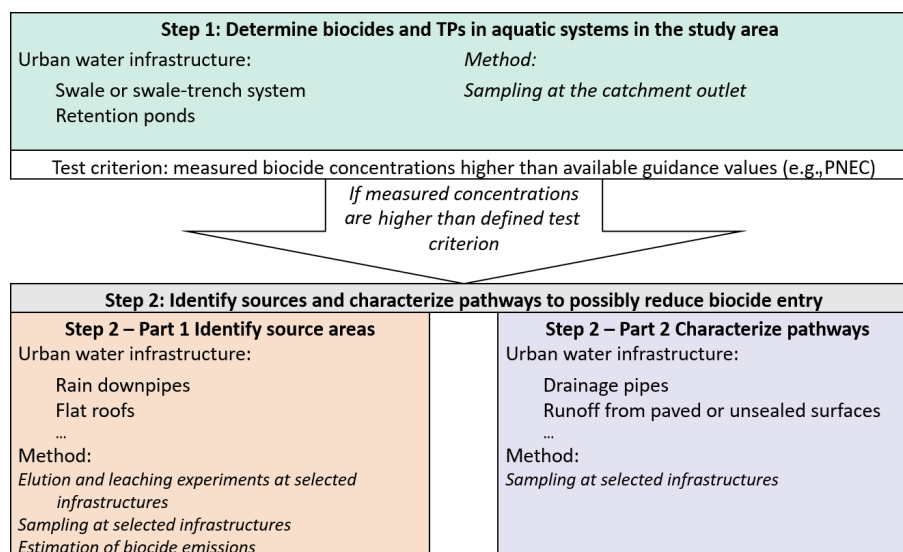 Step 1: Determine biocides and TPs in aquatic systems in the study area
Urban water infrastructure:
Swale or swale-trench system
Retention ponds
Method:
Sampling at the catchment outlet
Test criterion: measured biocide concentrations higher than available guidance values (e.g.,PNEC)
If measured concentrations
are higher than defined test
criterion
Step 2: Identify sources and characterize pathways to possibly reduce biocide entry
Step 2 – Part 1 Identify source areas
Urban water infrastructure:
Rain downpipes
Flat roofs
...
Method:
Elution and leaching experiments at selected
infrastructures
Sampling at selected infrastructures
Estimation of biocide emissions
Step 2 – Part 2 Characterize pathways
Urban water infrastructure:
Drainage pipes
Runoff from paved or unsealed surfaces
...
Method:
Sampling at selected infrastructures